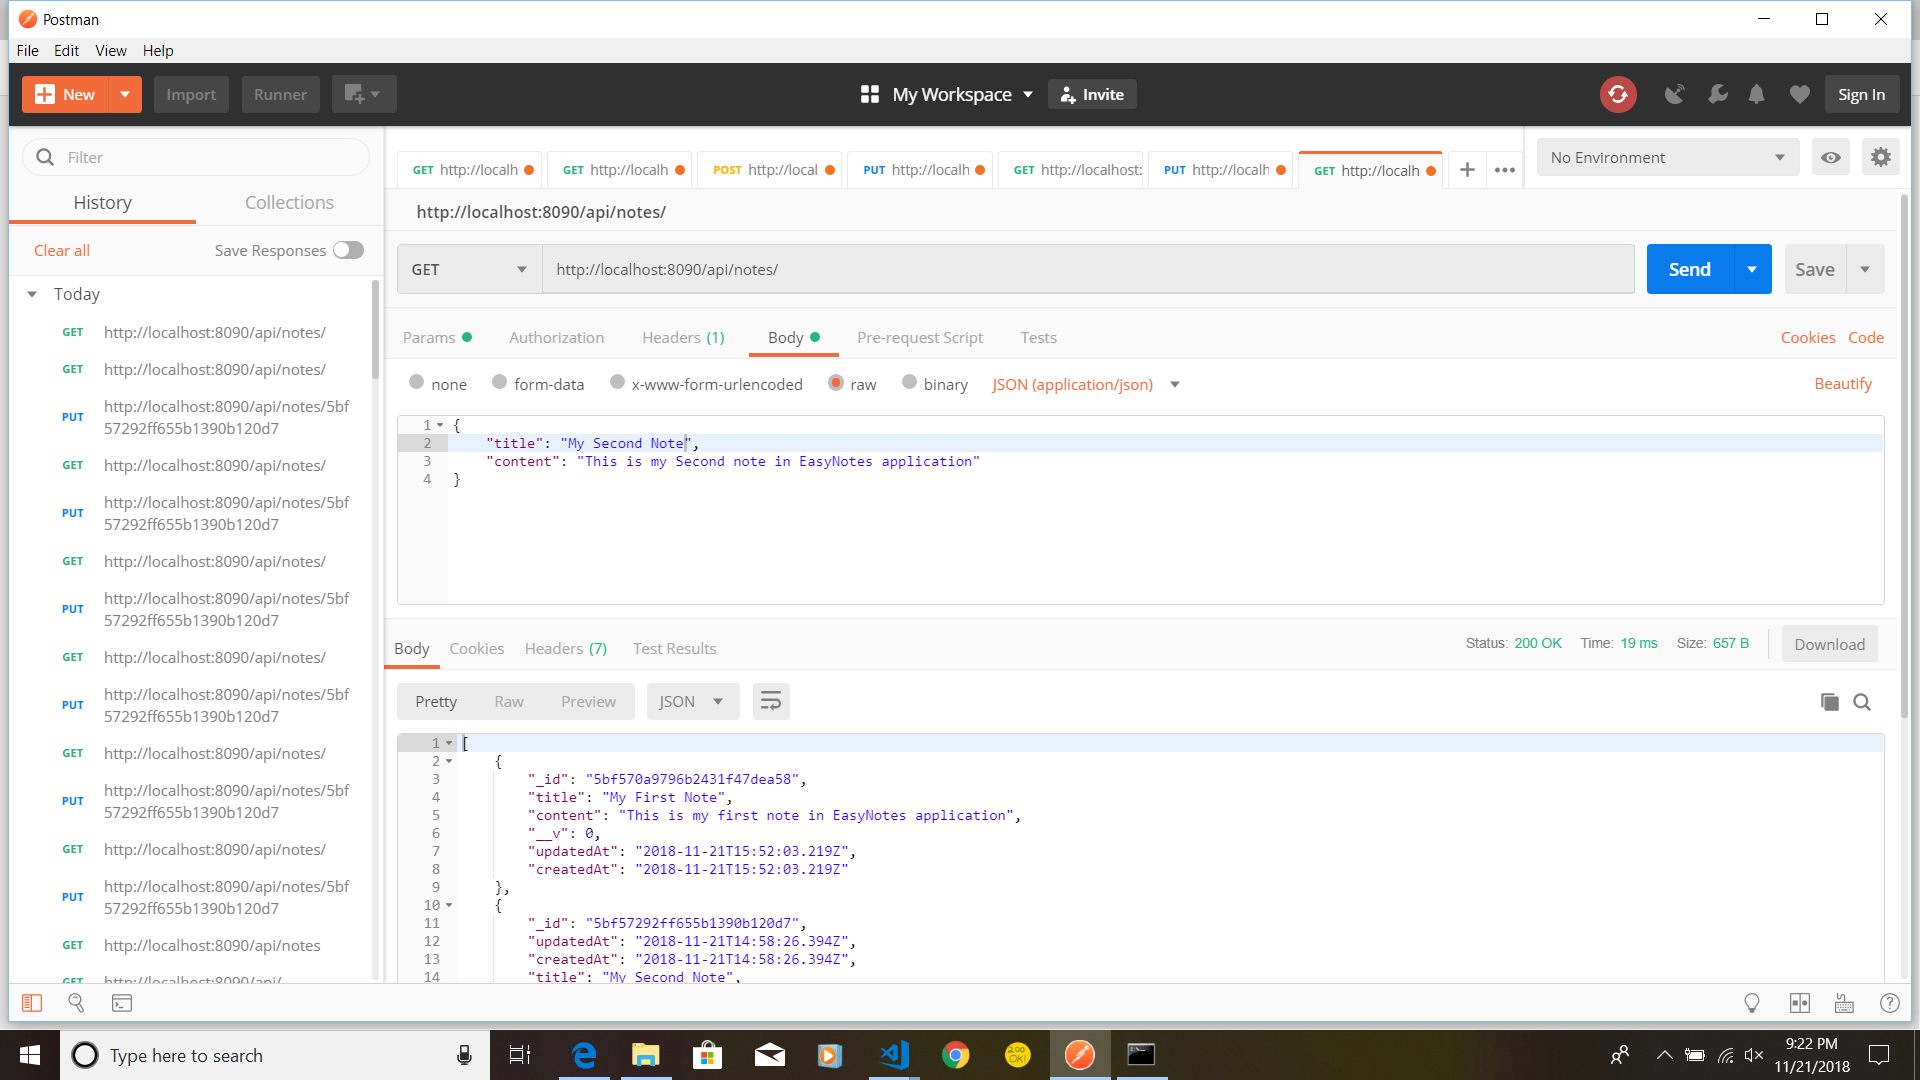 Postman
File Edit View Help
New Import Runner My Workspace Invite Sign In
Filter
History Collections
Clear all Save Responses
Today
GET http://localhost:8090/api/notes/
GET http://localhost:8090/api/notes/
PUT http://localhost:8090/api/notes/5bf
57292ff655b1390b120d7
GET http://localhost:8090/api/notes/
PUT http://localhost:8090/api/notes/5bf
57292ff655b1390b120d7
GET http://localhost:8090/api/notes/
PUT http://localhost:8090/api/notes/5bf
57292ff655b1390b120d7
GET http://localhost:8090/api/notes/
PUT http://localhost:8090/api/notes/5bf
57292ff655b1390b120d7
GET http://localhost:8090/api/notes/
PUT http://localhost:8090/api/notes/5bf
57292ff655b1390b120d7
GET http://localhost:8090/api/notes/
PUT http://localhost:8090/api/notes/5bf
57292ff655b1390b120d7
GET http://localhost:8090/api/notes
GET http://localhost:8090/api/
GET http://localh GET http://localh POST http://local PUT http://localh GET http://localhost: PUT http://localh GET http://localh
No Environment
http://localhost:8090/api/notes/
GET http://localhost:8090/api/notes/ Send Save
Params Authorization Headers (1) Body Pre-request Script Tests Cookies Code
none form-data x-www-form-urlencoded raw binary JSON (application/json) Beautify
1 {
2 "title": "My Second Note",
3 "content": "This is my Second note in EasyNotes application"
4 }
Body Cookies Headers (7) Test Results Status: 200 OK Time: 19 ms Size: 657 B Download
Pretty Raw Preview JSON
1 [
2 {
3 "_id": "5bf570a9796b2431f47dea58",
4 "title": "My First Note",
5 "content": "This is my first note in EasyNotes application",
6 "__v": 0,
7 "updatedAt": "2018-11-21T15:52:03.219Z",
8 "createdAt": "2018-11-21T15:52:03.219Z"
9 },
10 {
11 "_id": "5bf57292ff655b1390b120d7",
12 "updatedAt": "2018-11-21T14:58:26.394Z",
13 "createdAt": "2018-11-21T14:58:26.394Z",
14 "title": "My Second Note",
Type here to search
200 OK!
9:22 PM
11/21/2018